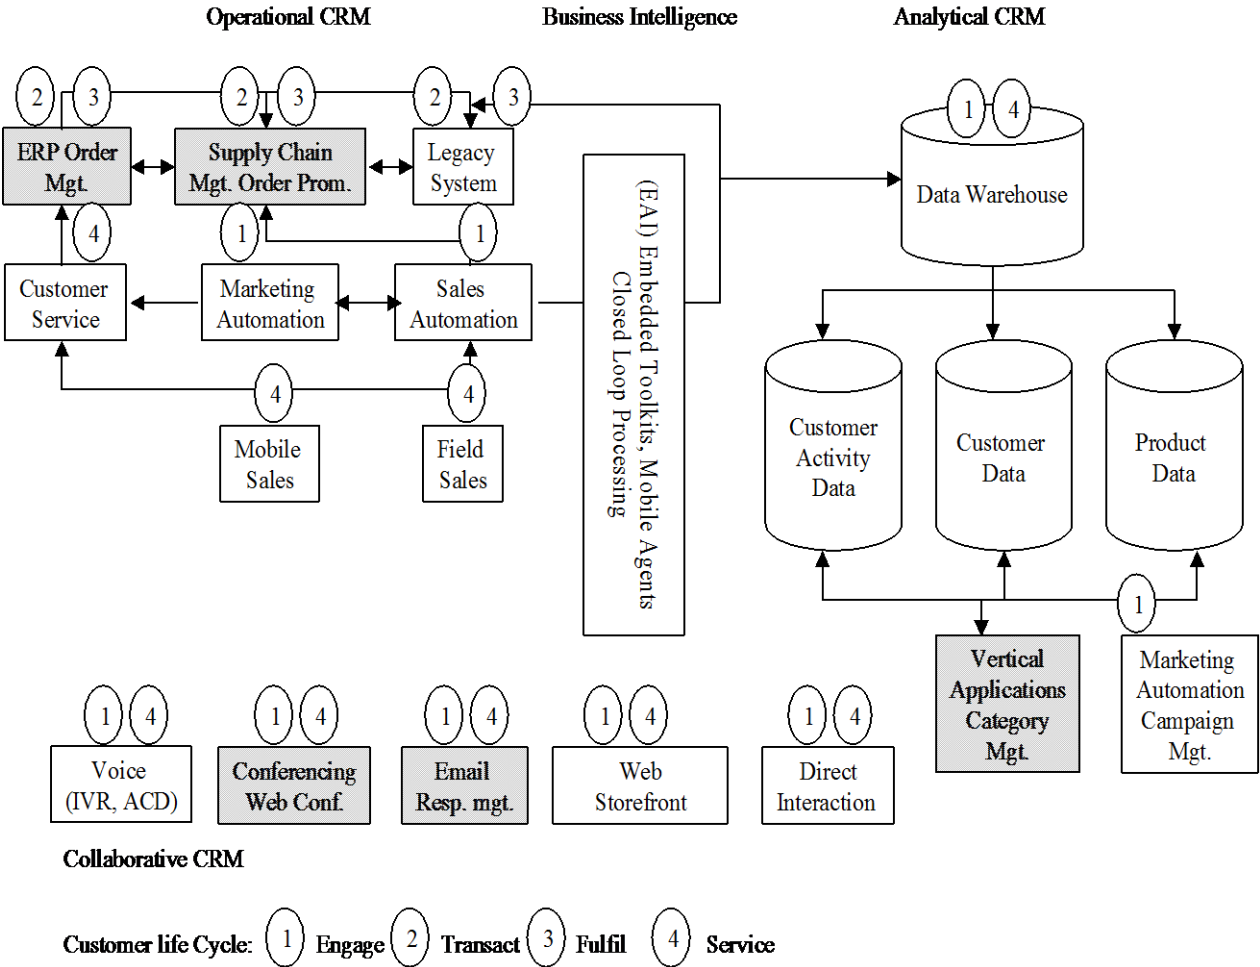 Operational CRM
Business Intelligence
Analytical CRM
2
3
2
3
2
3
1
4
ERP Order
Mgt.
Supply Chain
Mgt. Order Prom.
Legacy
System
Data Warehouse
4
1
1
Customer
Service
Marketing
Automation
Sales
Automation
(EAI) Embedded Toolkits, Mobile Agents
Closed Loop Processing
4
4
Mobile
Sales
Field
Sales
Customer
Activity
Data
Customer
Data
Product
Data
1
Vertical
Applications
Category
Mgt.
Marketing
Automation
Campaign
Mgt.
1
4
1
4
1
4
1
4
1
4
Voice
(IVR, ACD)
Conferencing
Web Conf.
Email
Resp. mgt.
Web
Storefront
Direct
Interaction
Collaborative CRM
Customer life Cycle: 1 Engage 2 Transact 3 Fulfil 4 Service